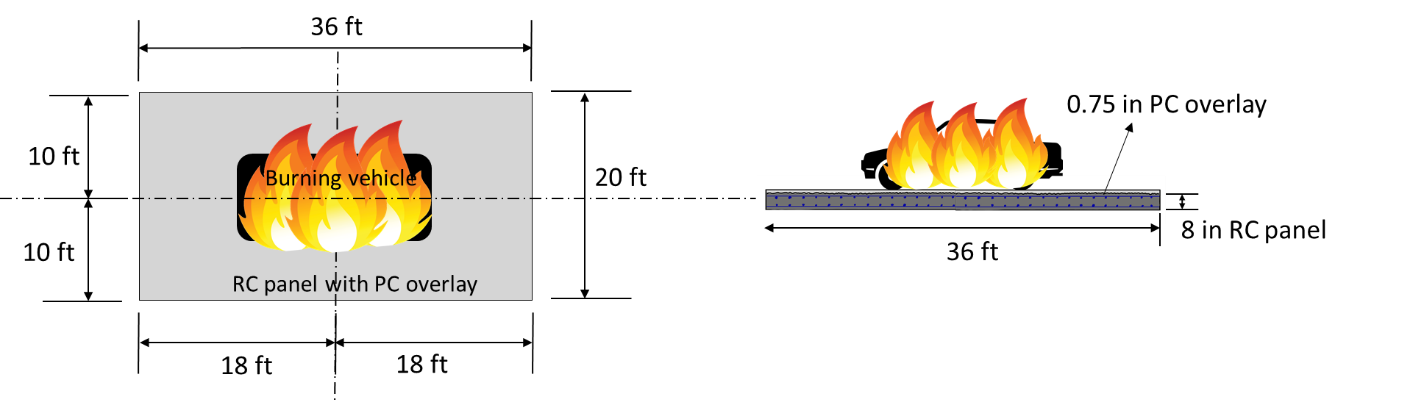 36 ft
10 ft
Burning vehicle
20 ft
10 ft
RC panel with PC overlay
18 ft
18 ft
0.75 in PC overlay
8 in RC panel
36 ft